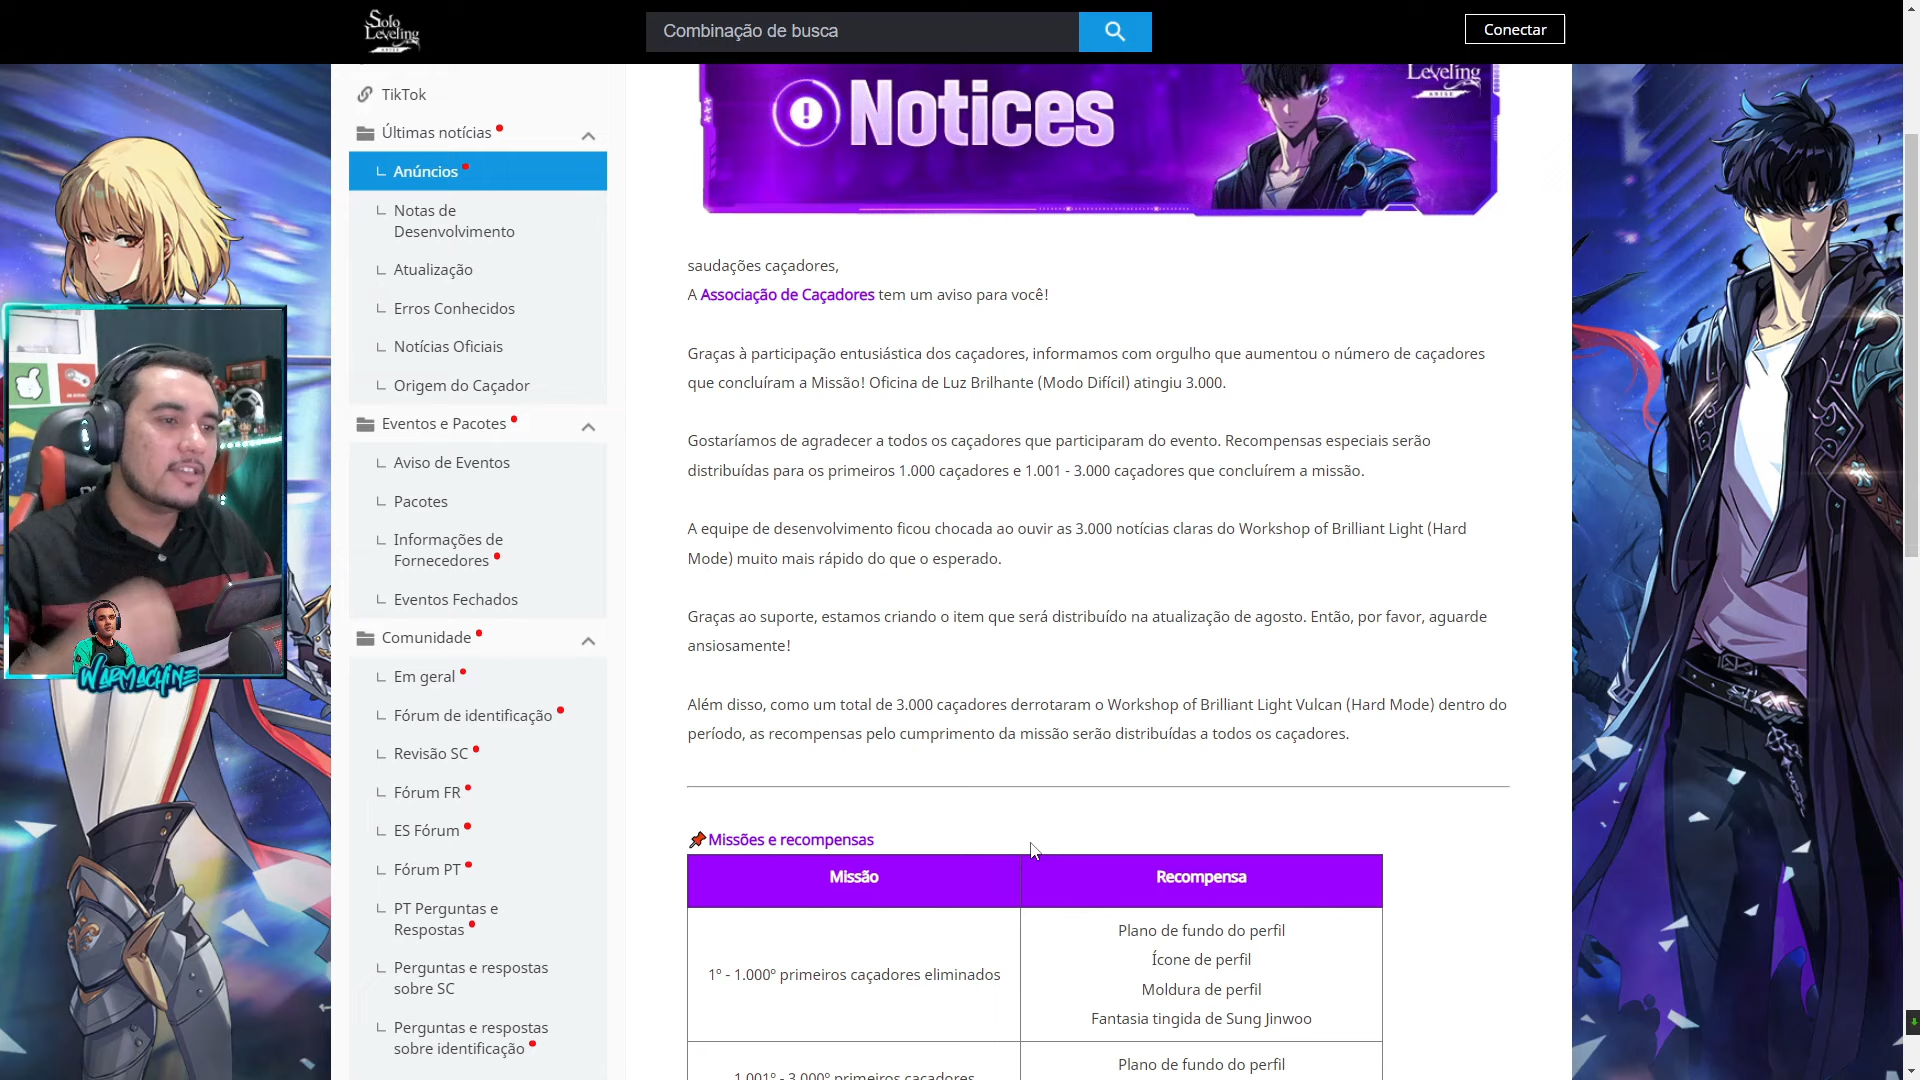 Solo
Leveling
ARISE
Combinação de busca
Conectar
TikTok
Últimas notícias
Anúncios
Notas de
Desenvolvimento
Atualização
Erros Conhecidos
Notícias Oficiais
Origem do Caçador
Eventos e Pacotes
Aviso de Eventos
Pacotes
Informações de
Fornecedores
Eventos Fechados
Comunidade
Em geral
Fórum de identificação
Revisão SC
Fórum FR
ES Fórum
Fórum PT
PT Perguntas e
Respostas
Perguntas e respostas
sobre SC
Perguntas e respostas
sobre identificação
WARMACHINE
Notices
Leveling
ARISE
saudações caçadores,
A Associação de Caçadores tem um aviso para você!
Graças à participação entusiástica dos caçadores, informamos com orgulho que aumentou o número de caçadores
que concluíram a Missão! Oficina de Luz Brilhante (Modo Difícil) atingiu 3.000.
Gostaríamos de agradecer a todos os caçadores que participaram do evento. Recompensas especiais serão
distribuídas para os primeiros 1.000 caçadores e 1.001 - 3.000 caçadores que concluírem a missão.
A equipe de desenvolvimento ficou chocada ao ouvir as 3.000 notícias claras do Workshop of Brilliant Light (Hard
Mode) muito mais rápido do que o esperado.
Graças ao suporte, estamos criando o item que será distribuído na atualização de agosto. Então, por favor, aguarde
ansiosamente!
Além disso, como um total de 3.000 caçadores derrotaram o Workshop of Brilliant Light Vulcan (Hard Mode) dentro do
período, as recompensas pelo cumprimento da missão serão distribuídas a todos os caçadores.
Missões e recompensas
Missão
Recompensa
1º - 1.000º primeiros caçadores eliminados
Plano de fundo do perfil
Ícone de perfil
Moldura de perfil
Fantasia tingida de Sung Jinwoo
1.001º - 3.000º primeiros caçadores
Plano de fundo do perfil